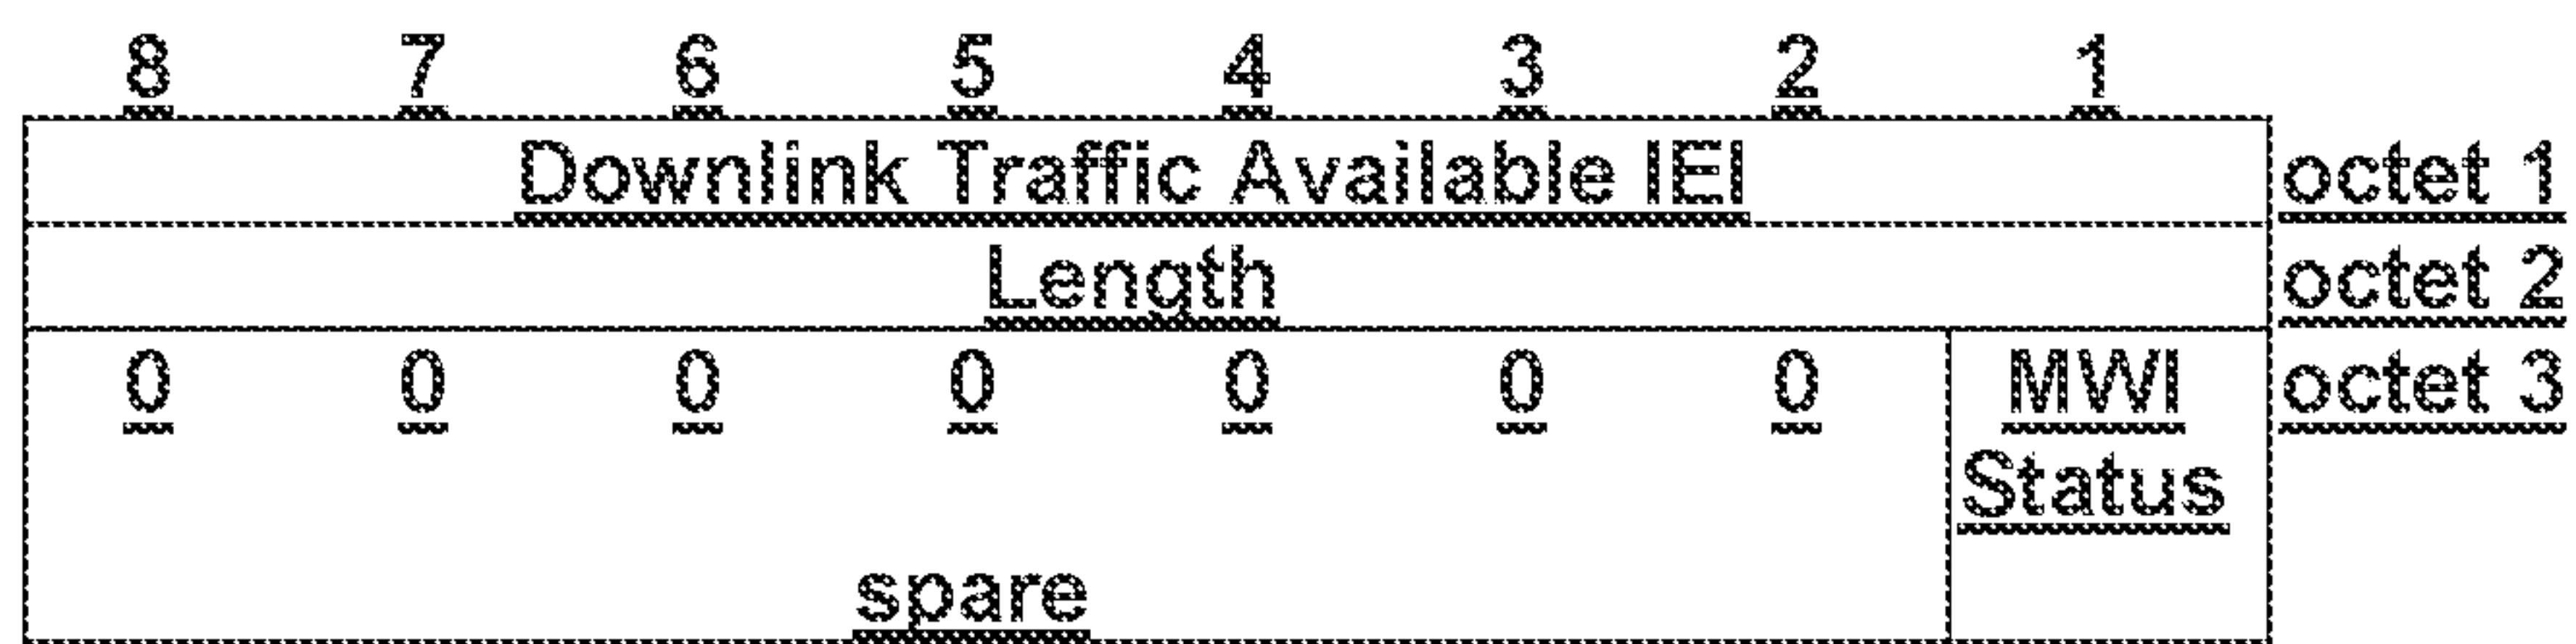 8 7 6 5 4 3 2 1
Downlink Traffic Available IEI octet 1
Length octet 2
0 0 0 0 0 0 0 MWI octet 3
Status
spare